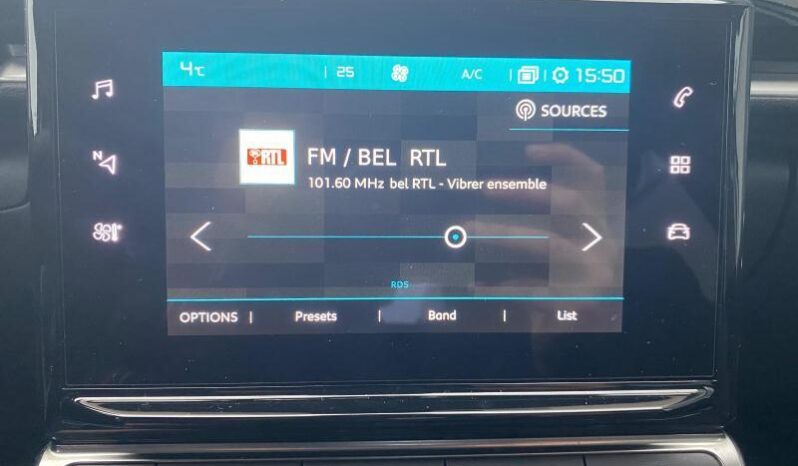 4°C | 25 A/C | | 15:50
N
SOURCES
RTL
FM / BEL RTL
101.60 MHz bel RTL - Vibrer ensemble
RDS
OPTIONS | Presets | Band | List